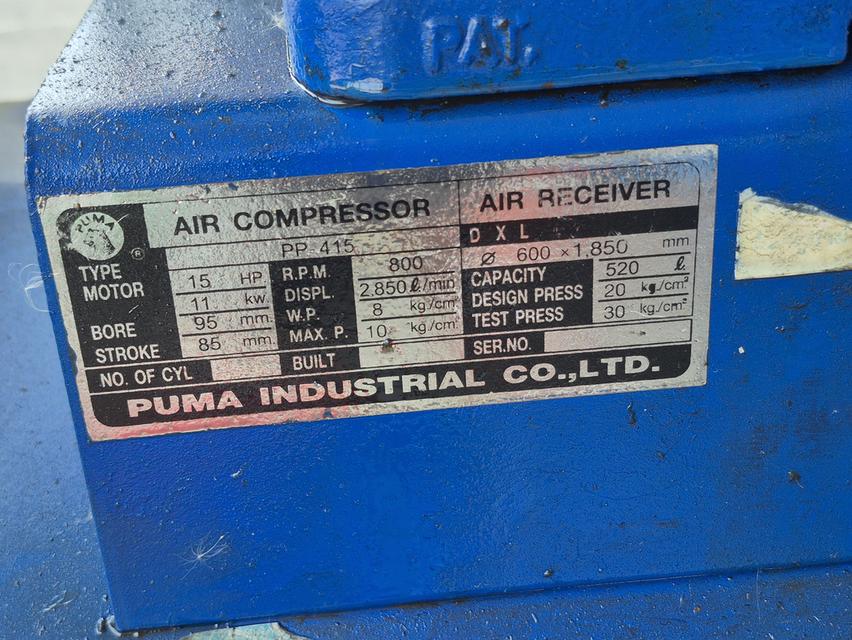 PAT.
PUMA
®
AIR COMPRESSOR
TYPE PP 415
MOTOR 15 HP
11 kw
BORE 95 mm
STROKE 85 mm
NO. OF CYL
R.P.M. 800
DISPL. 2,850 ℓ/min
W.P. 8 kg/cm²
MAX. P. 10 kg/cm²
BUILT
AIR RECEIVER
D X L
ø 600 × 1,850 mm
CAPACITY 520 ℓ
DESIGN PRESS 20 kg/cm²
TEST PRESS 30 kg/cm²
SER.NO.
PUMA INDUSTRIAL CO.,LTD.